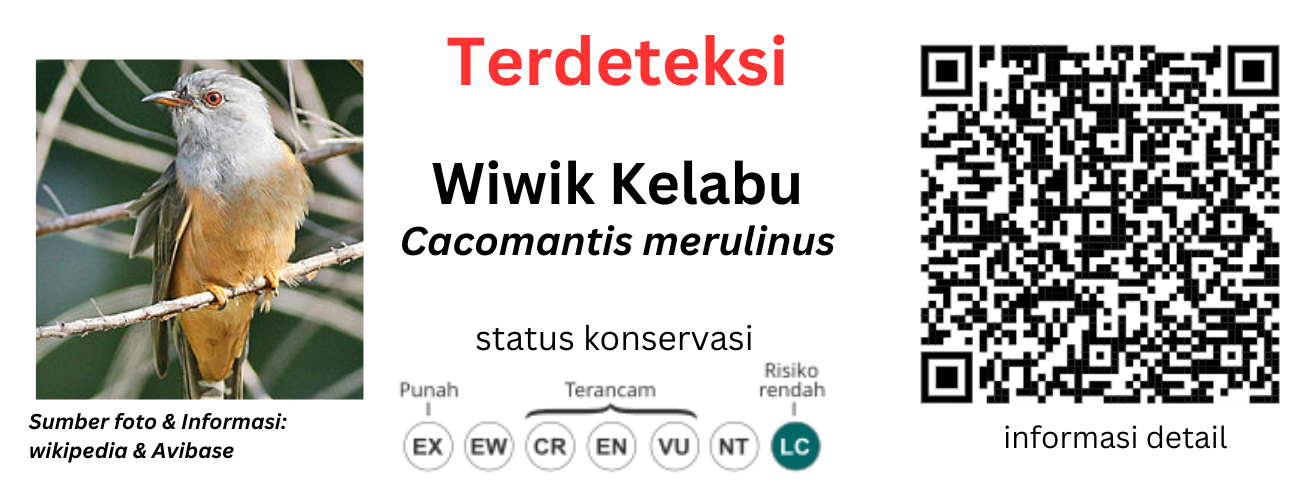 Terdeteksi
Wiwik Kelabu
Cacomantis merulinus
status konservasi
Punah
Terancam
Risiko
rendah
EX EW CR EN VU NT LC
Sumber foto & Informasi:
wikipedia & Avibase
informasi detail